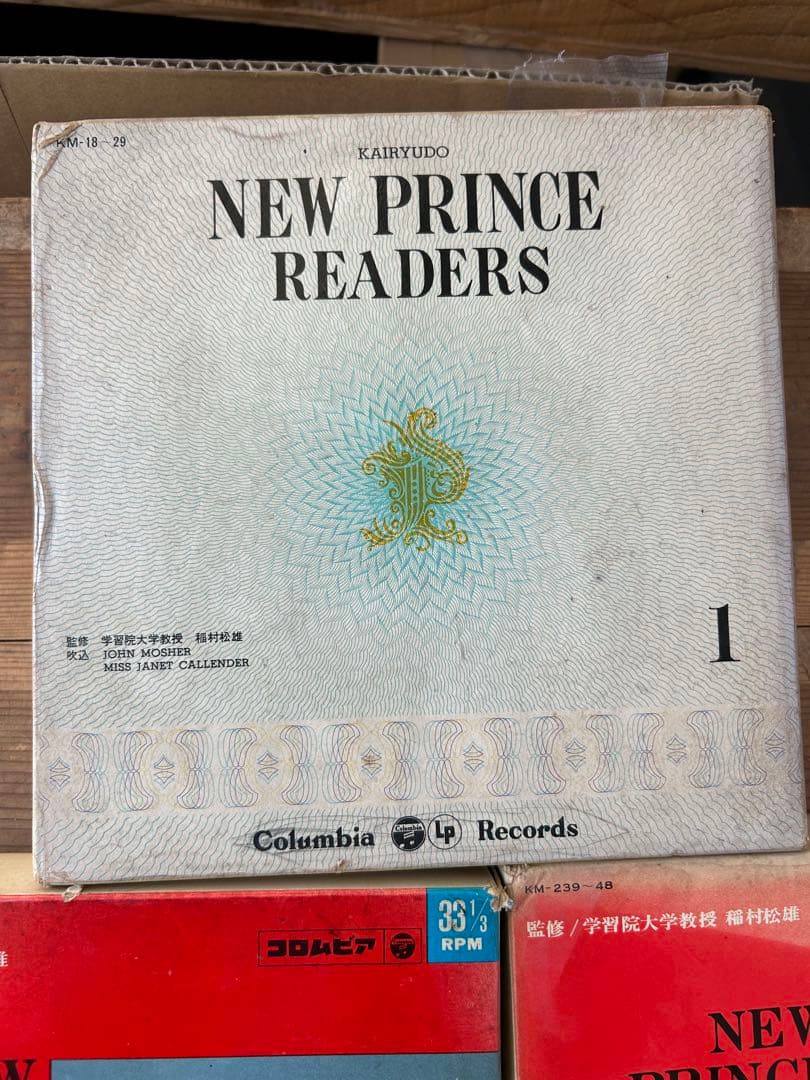 KM-18~29
KAIRYUDO
NEW PRINCE
READERS
監修 学習院大学教授 稲村松雄
吹込 JOHN MOSHER
MISS JANET CALLENDER
1
Columbia Columbia LP Records
雄
コロムビア
33 1/3
RPM
KM-239~48
監修/学習院大学教授 稲村松雄
NEW